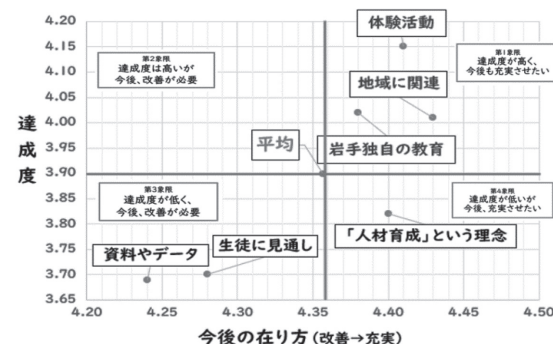 4.20
4.15
4.10
4.05
4.00
3.95
3.90
3.85
3.80
3.75
3.70
3.65
達成度
体験活動
第2象限
達成度は高いが
今後、改善が必要
第1象限
達成度が高く、
今後も充実させたい
地域に関連
平均
岩手独自の教育
第3象限
達成度が低く、
今後、改善が必要
第4象限
達成度が低いが
今後、充実させたい
「人材育成」という理念
生徒に見通し
資料やデータ
4.20 4.25 4.30 4.35 4.40 4.45 4.50
今後の在り方(改善→充実)